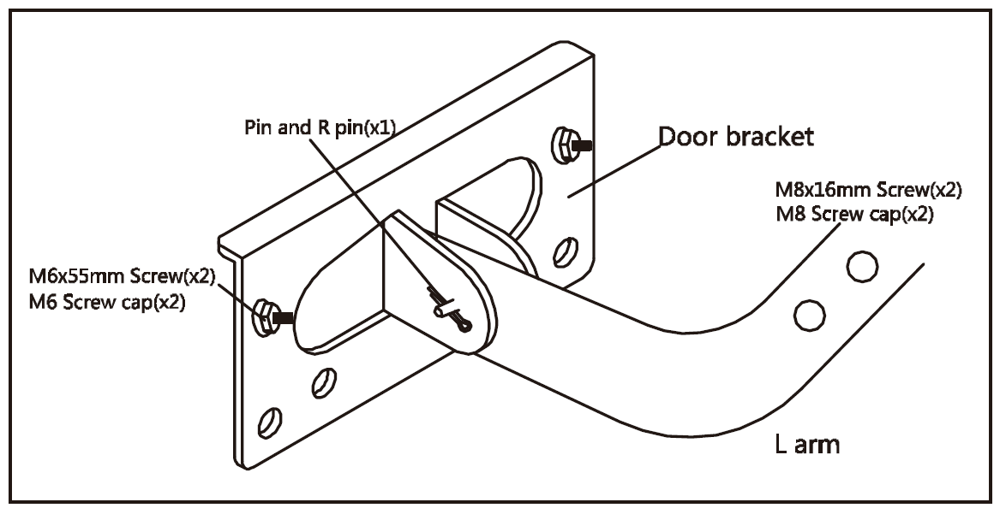 Pin and R pin(x1)
Door bracket
M8x16mm Screw(x2)
M8 Screw cap(x2)
M6x55mm Screw(x2)
M6 Screw cap(x2)
L arm